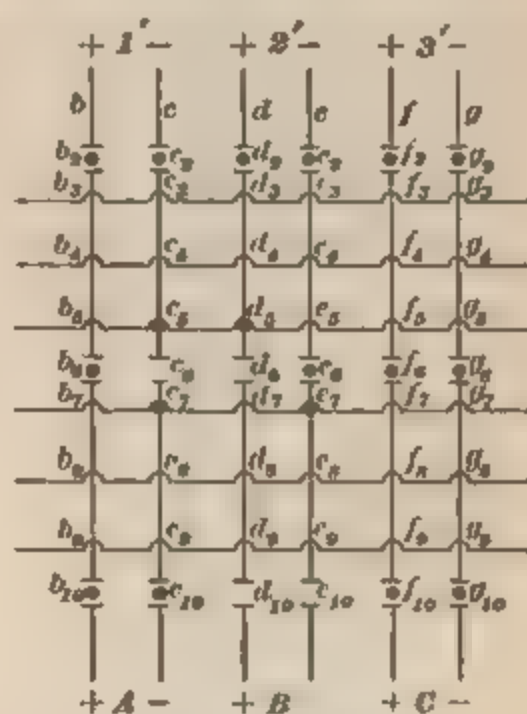 + 1' - + 2' - + 3' -
b c d e f g
b₂ c₂ d₂ e₂ f₂ g₂
b₃ d₃ f₃ g₃
b₄ c₄ d₄ e₄ f₄ g₄
b₅ c₅ d₅ e₅ f₅ g₅
b₆ c₆ d₆ e₆ f₆ g₆
b₇ c₇ d₇ e₇ f₇ g₇
b₈ c₈ d₈ e₈ f₈ g₈
b₉ c₉ d₉ e₉ f₉ g₉
b₁₀ c₁₀ d₁₀ e₁₀ f₁₀ g₁₀
+ A - + B - + C -